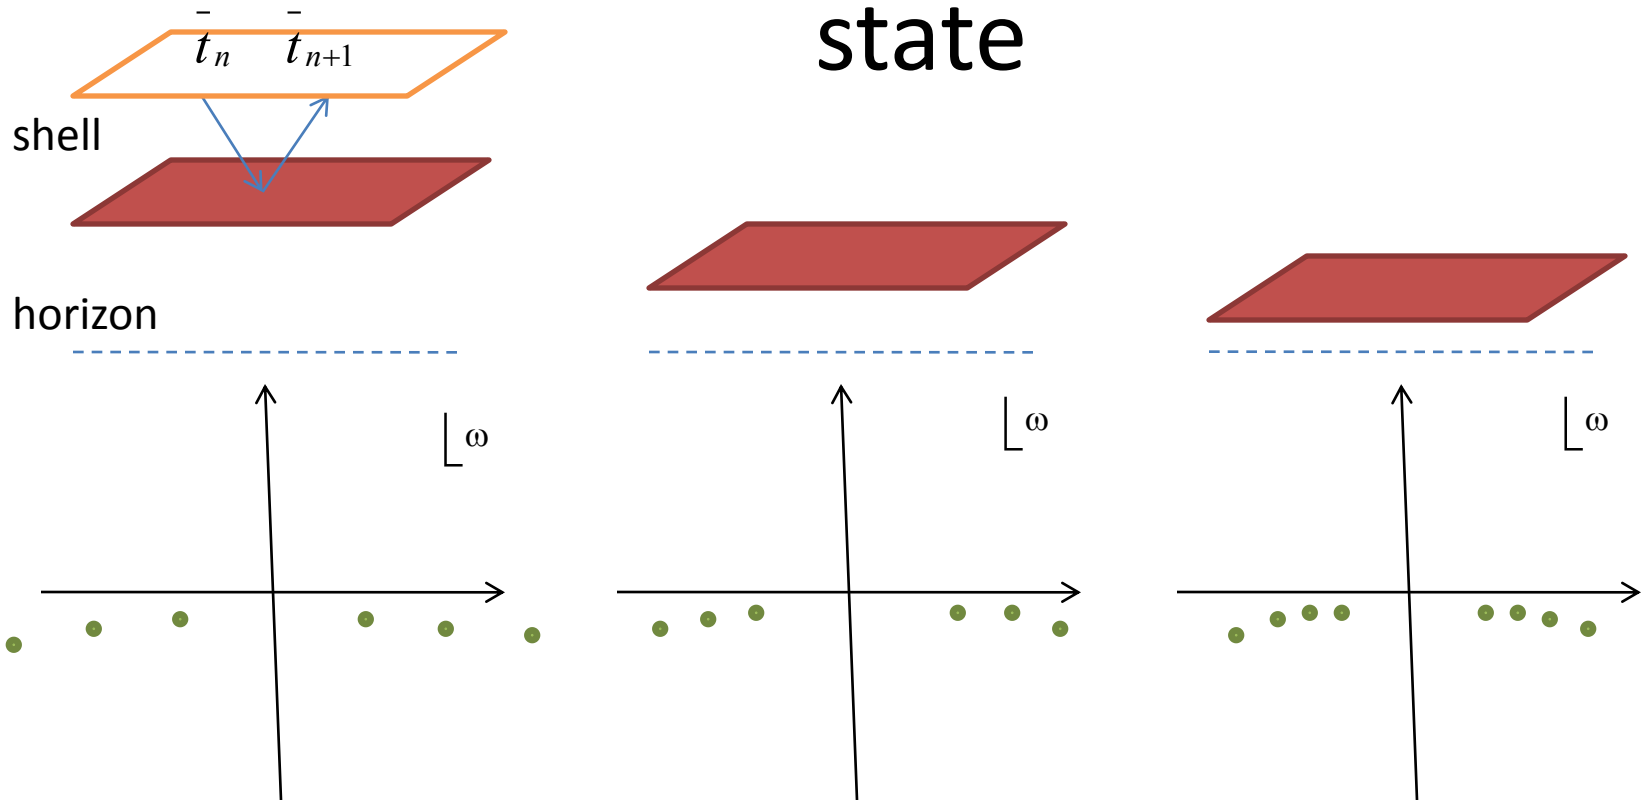 state
t̄n t̄n+1
shell
horizon
ω
ω
ω